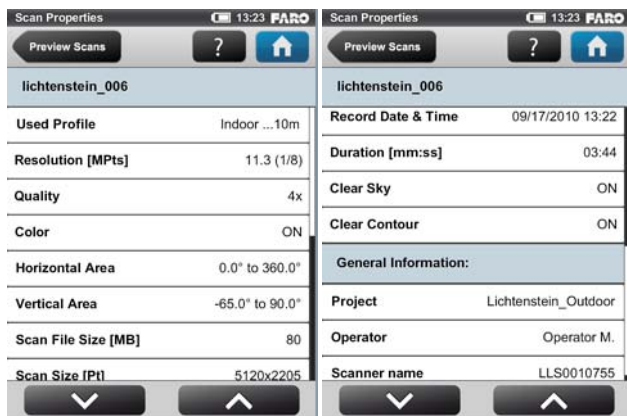 Scan Properties 13:23 FARO
Preview Scans ?
lichtenstein_006
Used Profile Indoor ...10m
Resolution [MPts] 11.3 (1/8)
Quality 4x
Color ON
Horizontal Area 0.0° to 360.0°
Vertical Area -65.0° to 90.0°
Scan File Size [MB] 80
Scan Size [Pt] 5120x2205
Scan Properties 13:23 FARO
Preview Scans ?
lichtenstein_006
Record Date & Time 09/17/2010 13:22
Duration [mm:ss] 03:44
Clear Sky ON
Clear Contour ON
General Information:
Project Lichtenstein_Outdoor
Operator Operator M.
Scanner name LLS0010755